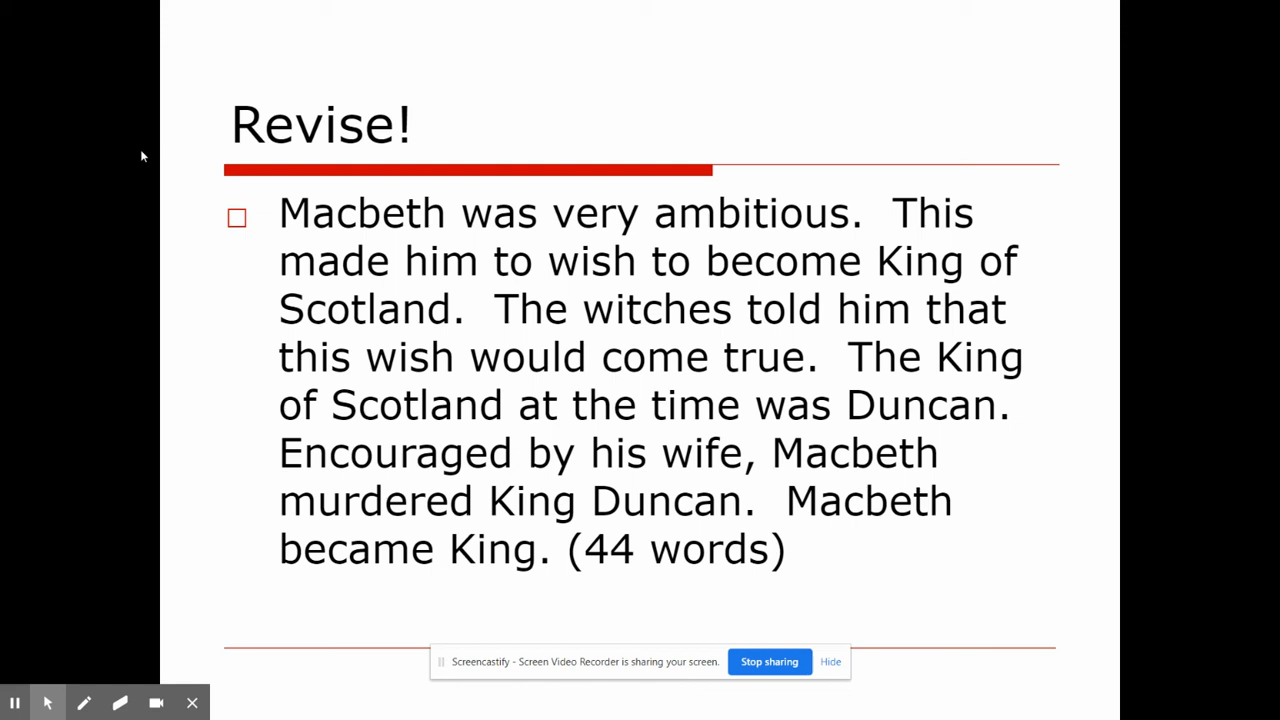 Revise!
Macbeth was very ambitious.  This
made him to wish to become King of
Scotland.  The witches told him that
this wish would come true.  The King
of Scotland at the time was Duncan.
Encouraged by his wife, Macbeth
murdered King Duncan.  Macbeth
became King. (44 words)
Screencastify - Screen Video Recorder is sharing your screen. Stop sharing Hide